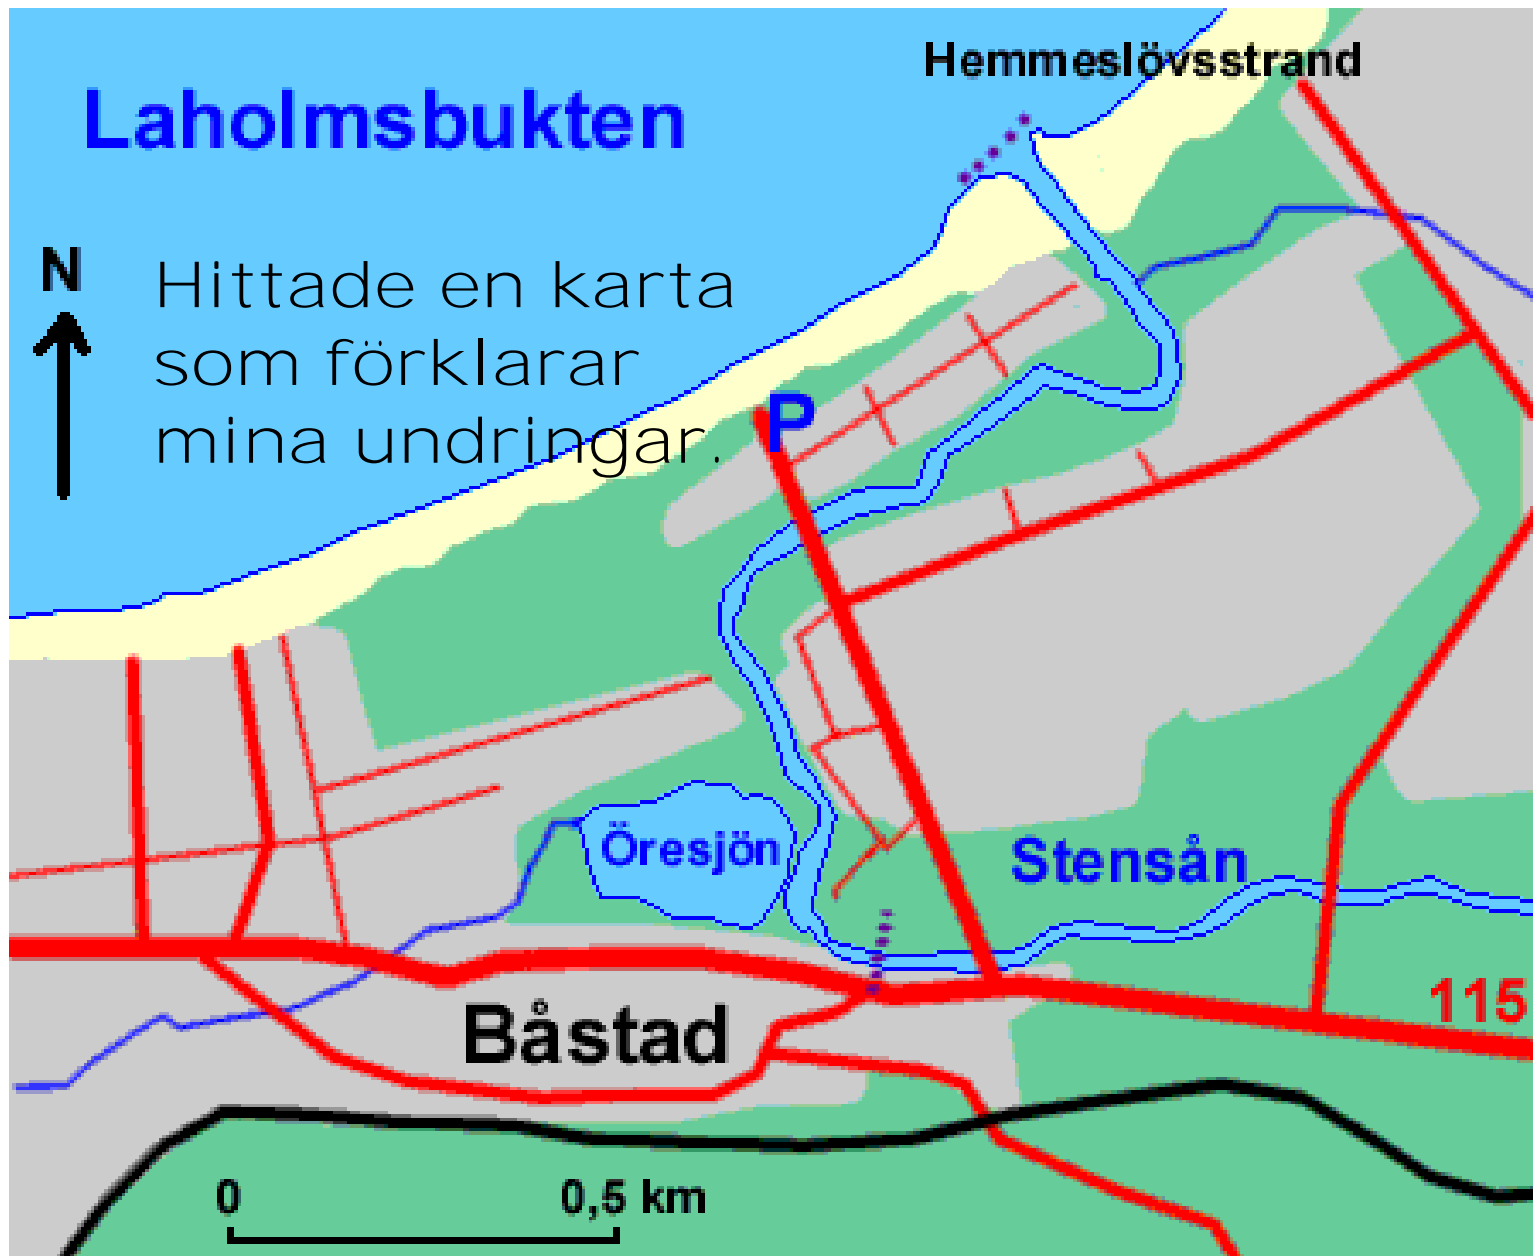 Hemmeslövsstrand
Laholmsbukten
N
Hittade en karta
som förklarar
mina undringar.
P
Öresjön
Stensån
115
Båstad
0 0,5 km